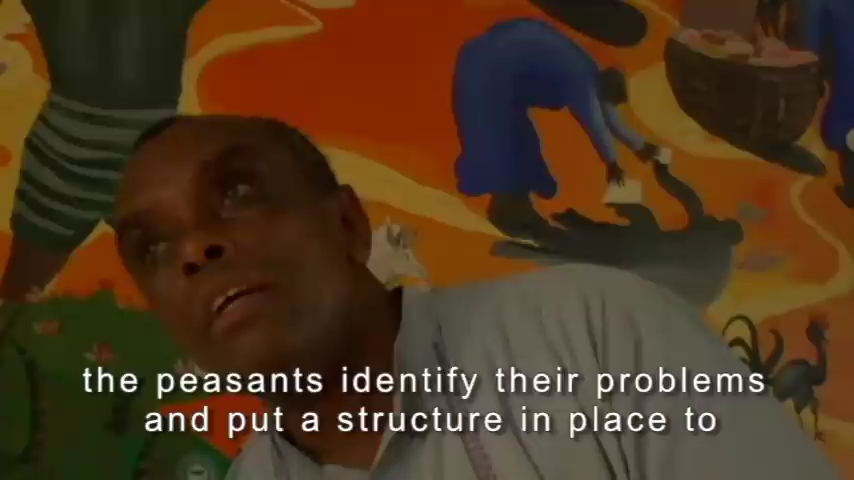 the peasants identify their problems
and put a structure in place to